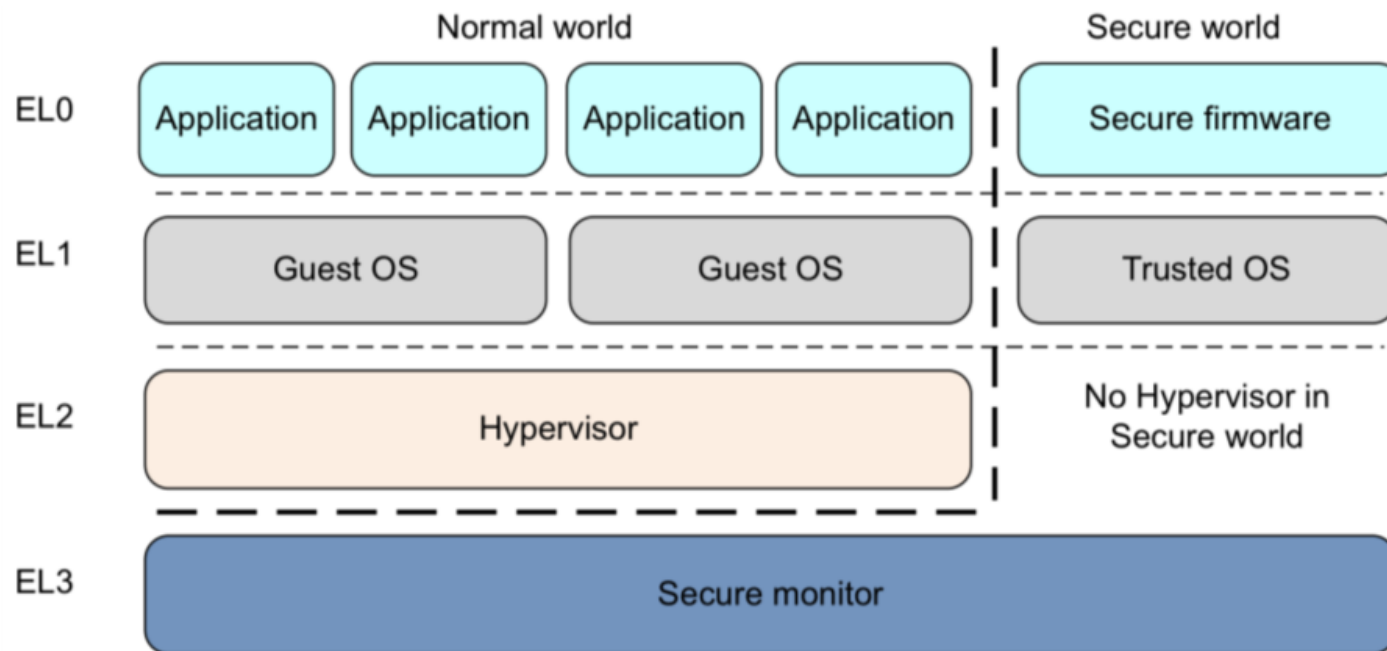 Normal world
Secure world
EL0
Application
Application
Application
Application
Secure firmware
EL1
Guest OS
Guest OS
Trusted OS
EL2
Hypervisor
No Hypervisor in
Secure world
EL3
Secure monitor